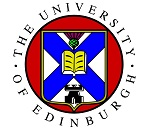 · THE UNIVERSITY ·
OF EDINBURGH